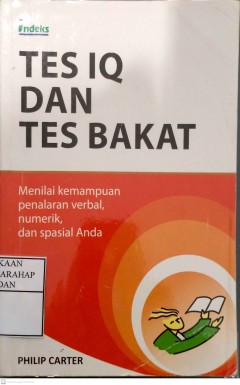 indeks
TES IQ
DAN
TES BAKAT
Menilai kemampuan
penalaran verbal,
numerik,
dan spasial Anda
KAAN
ARAHAP
DAN
PHILIP CARTER